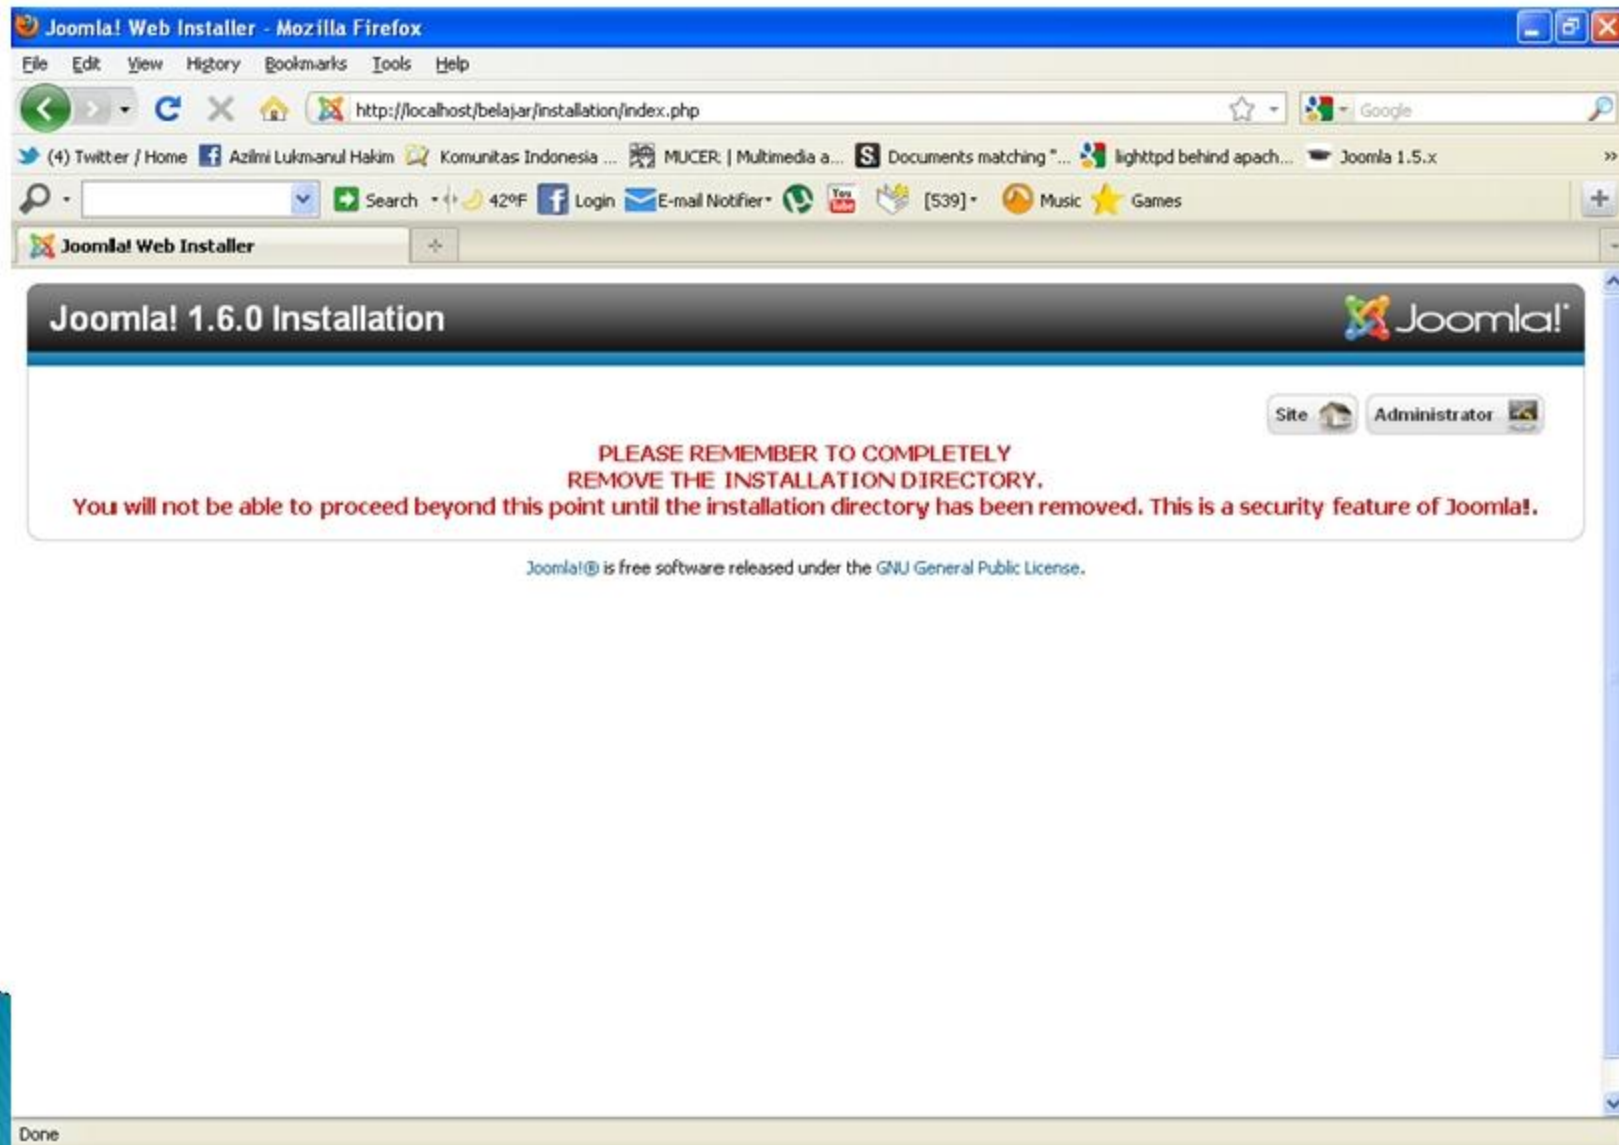 Joomla! Web Installer - Mozilla Firefox
File Edit View History Bookmarks Tools Help
http://localhost/belajar/installation/index.php Google
(4) Twitter / Home Azilmi Lukmanul Hakim Komunitas Indonesia ... MUCER: | Multimedia a... S Documents matching "... lighttpd behind apach... Joomla 1.5.x »
Search 42°F Login E-mail Notifier You Tube [539] Music Games
Joomla! Web Installer
Joomla! 1.6.0 Installation Joomla!
Site Administrator
PLEASE REMEMBER TO COMPLETELY
REMOVE THE INSTALLATION DIRECTORY.
You will not be able to proceed beyond this point until the installation directory has been removed. This is a security feature of Joomla!.
Joomla!® is free software released under the GNU General Public License.
Done